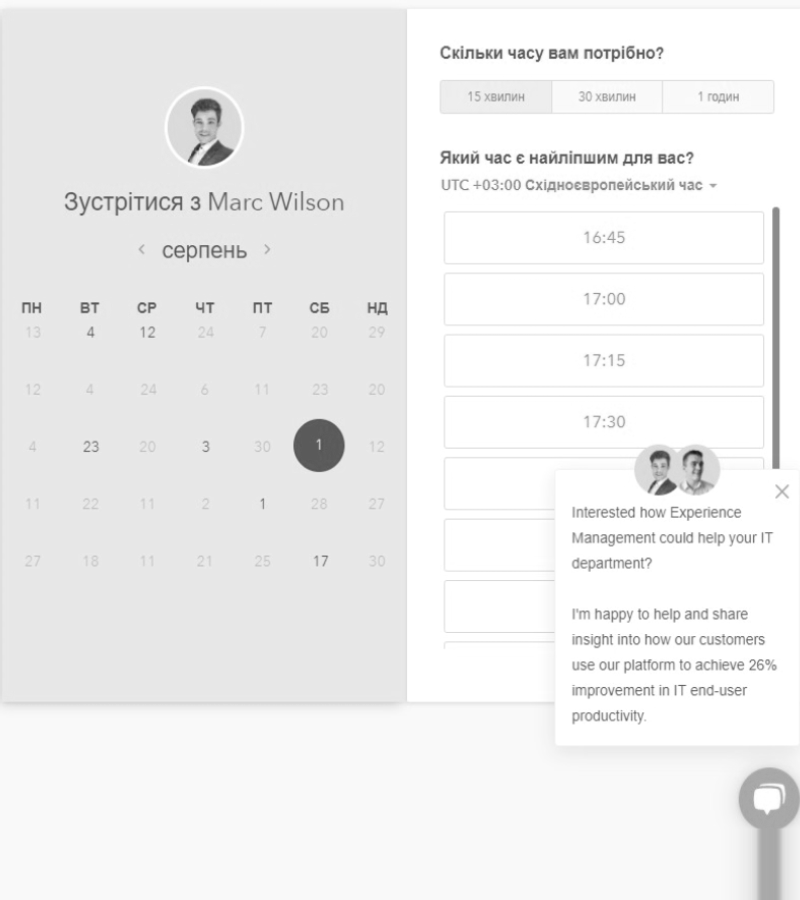 Зустрітися з Marc Wilson
серпень
ПН ВТ СР ЧТ ПТ СБ НД
13 4 12 24 7 20 29
12 4 24 6 11 23 20
4 23 20 3 30 1 12
11 22 11 2 1 28 27
27 18 11 21 25 17 30
Скільки часу вам потрібно?
15 хвилин 30 хвилин 1 годин
Який час є найліпшим для вас?
UTC +03:00 Східноєвропейський час
16:45
17:00
17:15
17:30
Interested how Experience
Management could help your IT
department?
I'm happy to help and share
insight into how our customers
use our platform to achieve 26%
improvement in IT end-user
productivity.